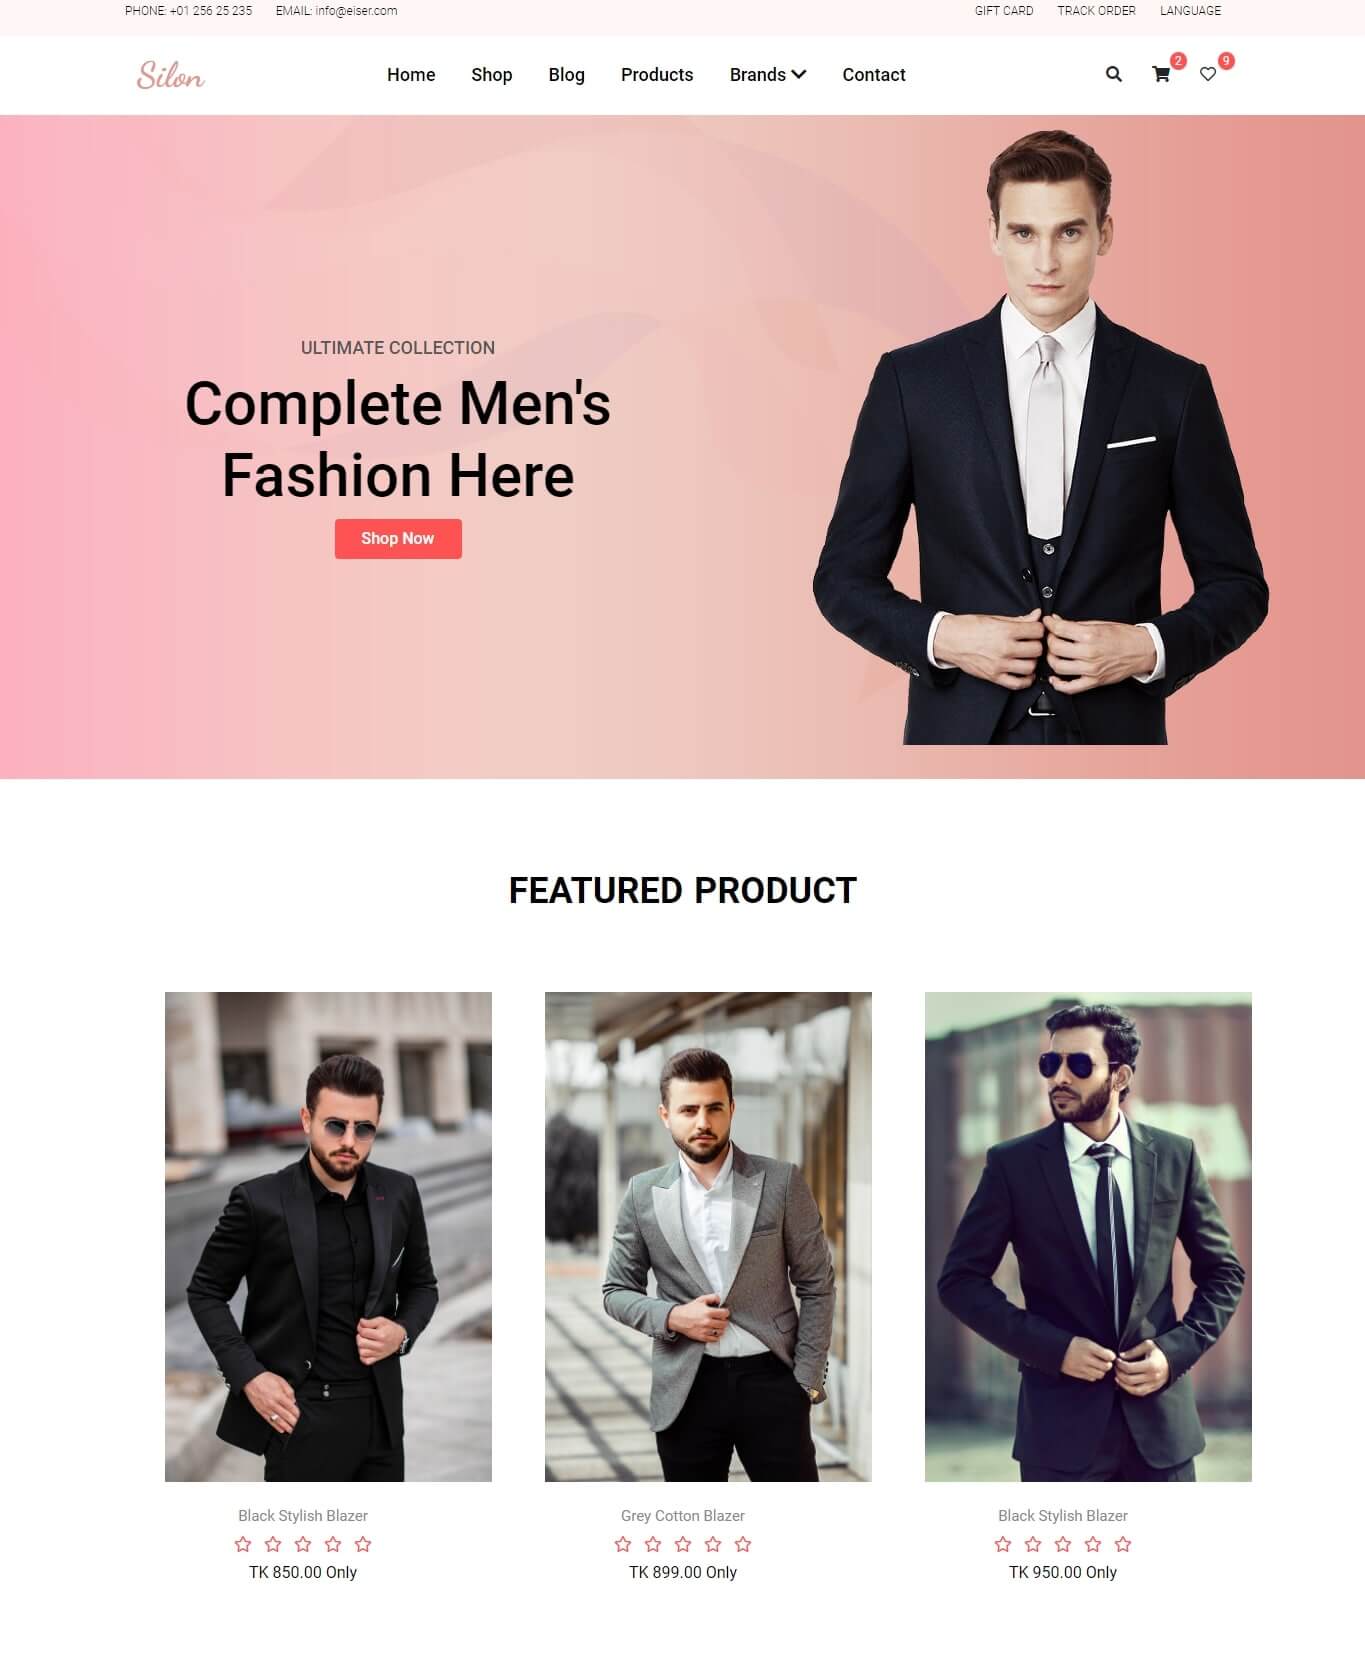 PHONE: +01 256 25 235 EMAIL: info@eiser.com GIFT CARD TRACK ORDER LANGUAGE
Silon Home Shop Blog Products Brands Contact 2 9
ULTIMATE COLLECTION
Complete Men's
Fashion Here
Shop Now
FEATURED PRODUCT
Black Stylish Blazer
TK 850.00 Only
Grey Cotton Blazer
TK 899.00 Only
Black Stylish Blazer
TK 950.00 Only